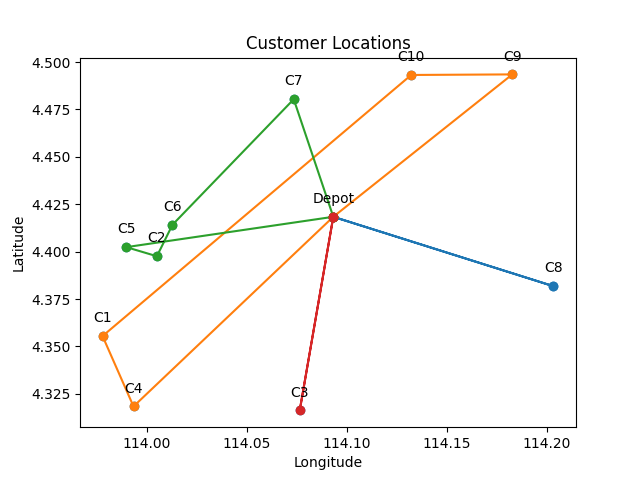 Customer Locations
C10
C9
4.500
C7
4.475
4.450
Depot
C6
4.425
C5
C2
4.400
C8
4.375
C1
4.350
C4
C3
4.325
114.00
114.05
114.10
114.15
114.20
Longitude
Latitude